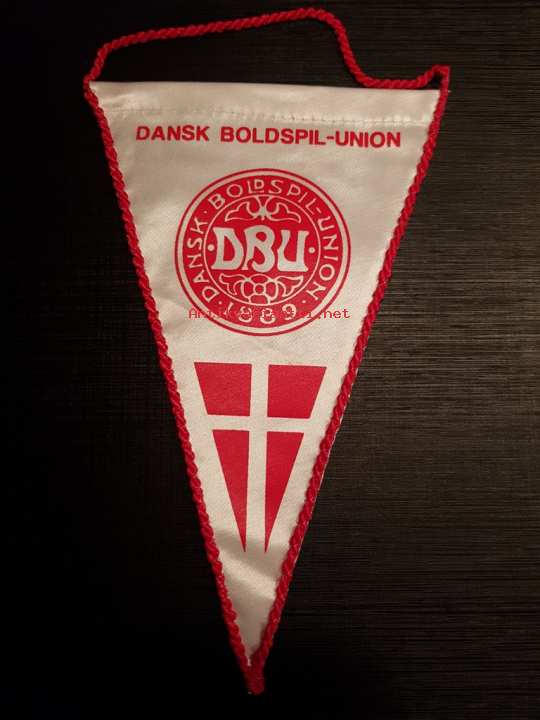 DANSK BOLDSPIL-UNION
DANSK · BOLDSPIL-UNION ·
DBU
1889